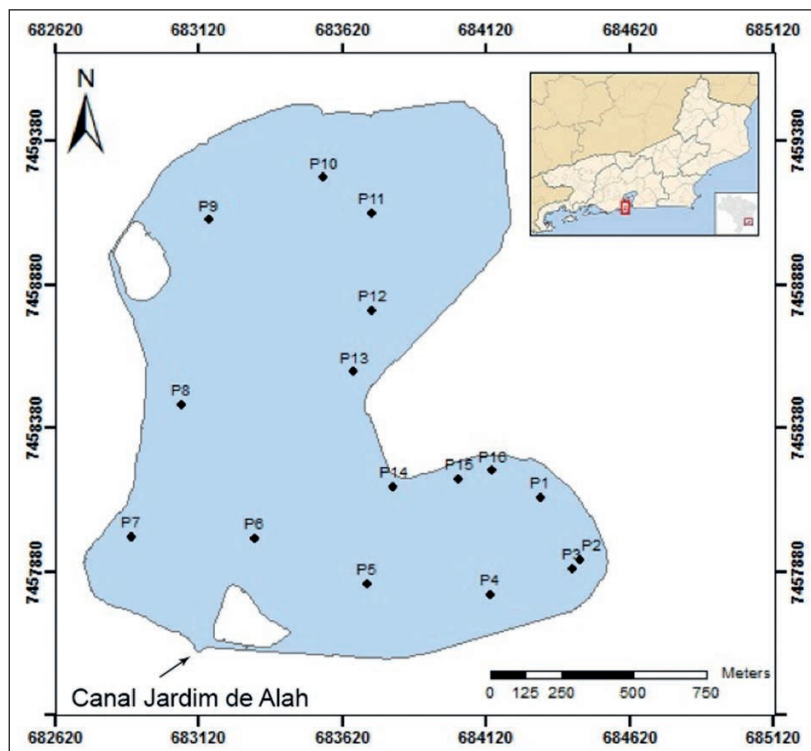 682620 683120 683620 684120 684620 685120
N
7459380
7459380
P10
P11
P9
7458880
7458880
P12
P13
P8
7458380
7458380
P16
P15
P14
P1
P7
P6
P2
P3
7457880
7457880
P5
P4
Meters
0 125 250 500 750
Canal Jardim de Alah
682620 683120 683620 684120 684620 685120